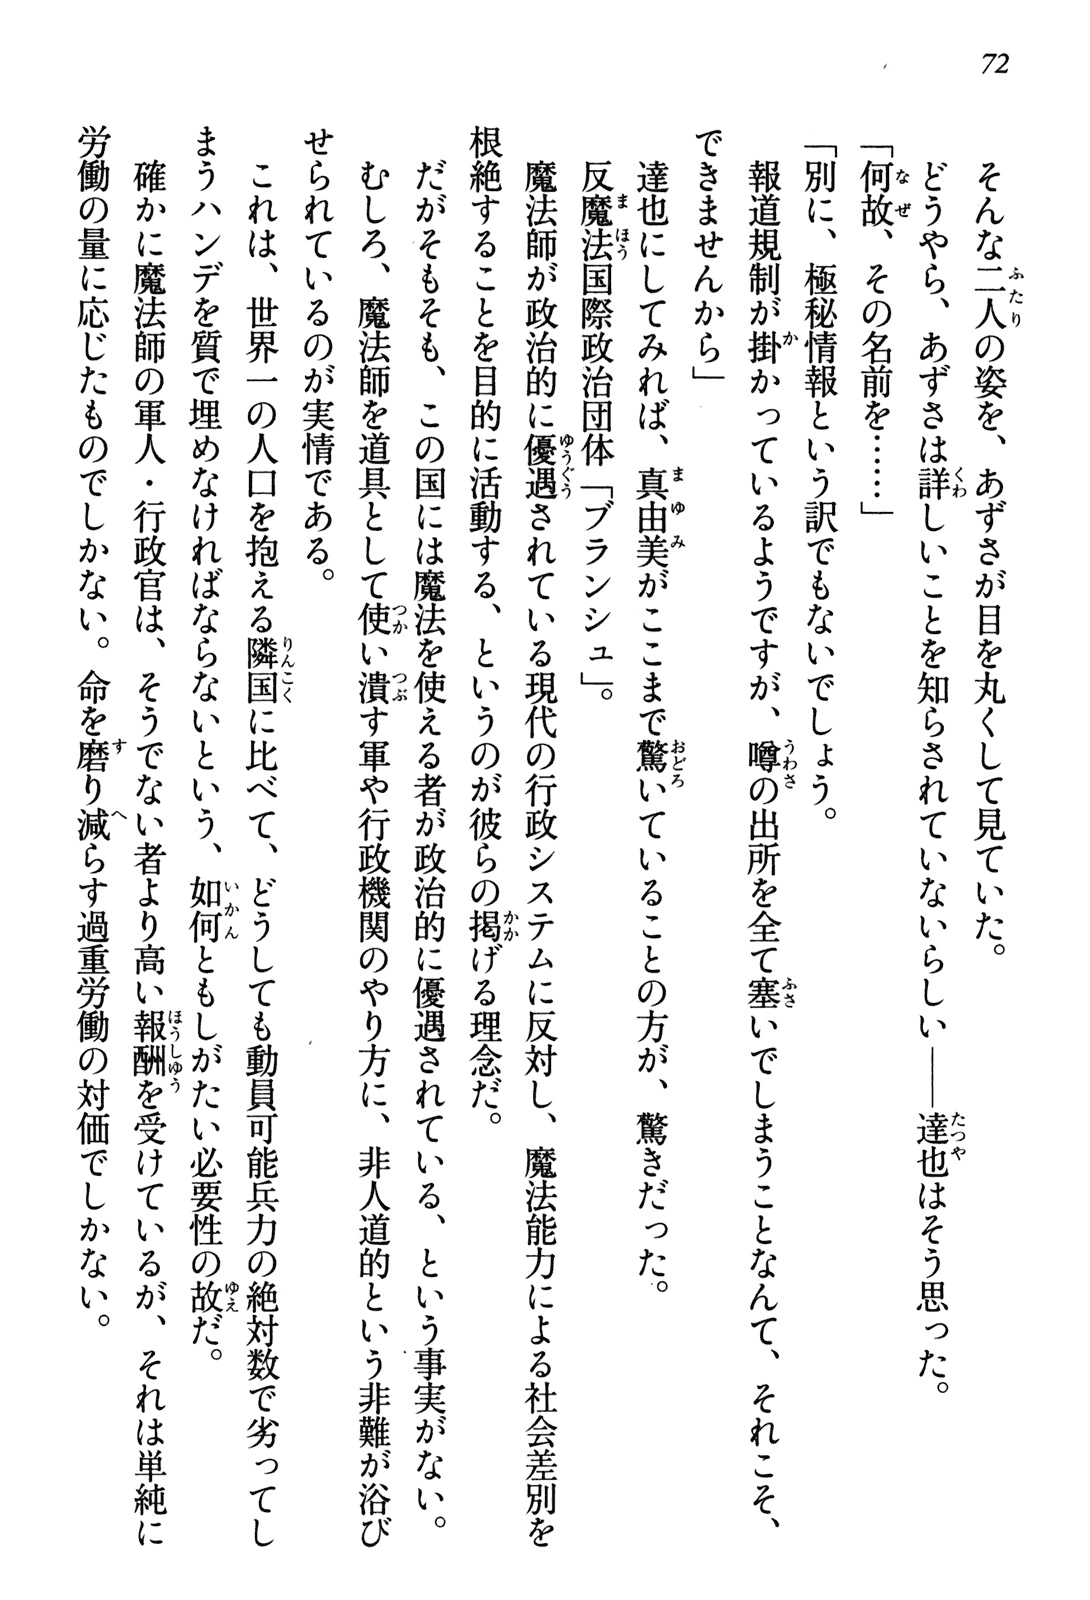 72
そんな二人の姿を、あずさが目を丸くして見ていた。
どうやら、あずさは詳しいことを知らされていないらしい――達也はそう思った。
「何故、その名前を……」
「別に、極秘情報という訳でもないでしょう。
報道規制が掛かっているようですが、噂の出所を全て塞いでしまうことなんて、それこそ、
できませんから」
達也にしてみれば、真由美がここまで驚いていることの方が、驚きだった。
反魔法国際政治団体「ブランシュ」。
魔法師が政治的に優遇されている現代の行政システムに反対し、魔法能力による社会差別を
根絶することを目的に活動する、というのが彼らの掲げる理念だ。
だがそもそも、この国には魔法を使える者が政治的に優遇されている、という事実がない。
むしろ、魔法師を道具として使い潰す軍や行政機関のやり方に、非人道的という非難が浴び
せられているのが実情である。
これは、世界一の人口を抱える隣国に比べて、どうしても動員可能兵力の絶対数で劣ってし
まうハンデを質で埋めなければならないという、如何ともしがたい必要性の故だ。
確かに魔法師の軍人・行政官は、そうでない者より高い報酬を受けているが、それは単純に
労働の量に応じたものでしかない。命を磨り減らす過重労働の対価でしかない。